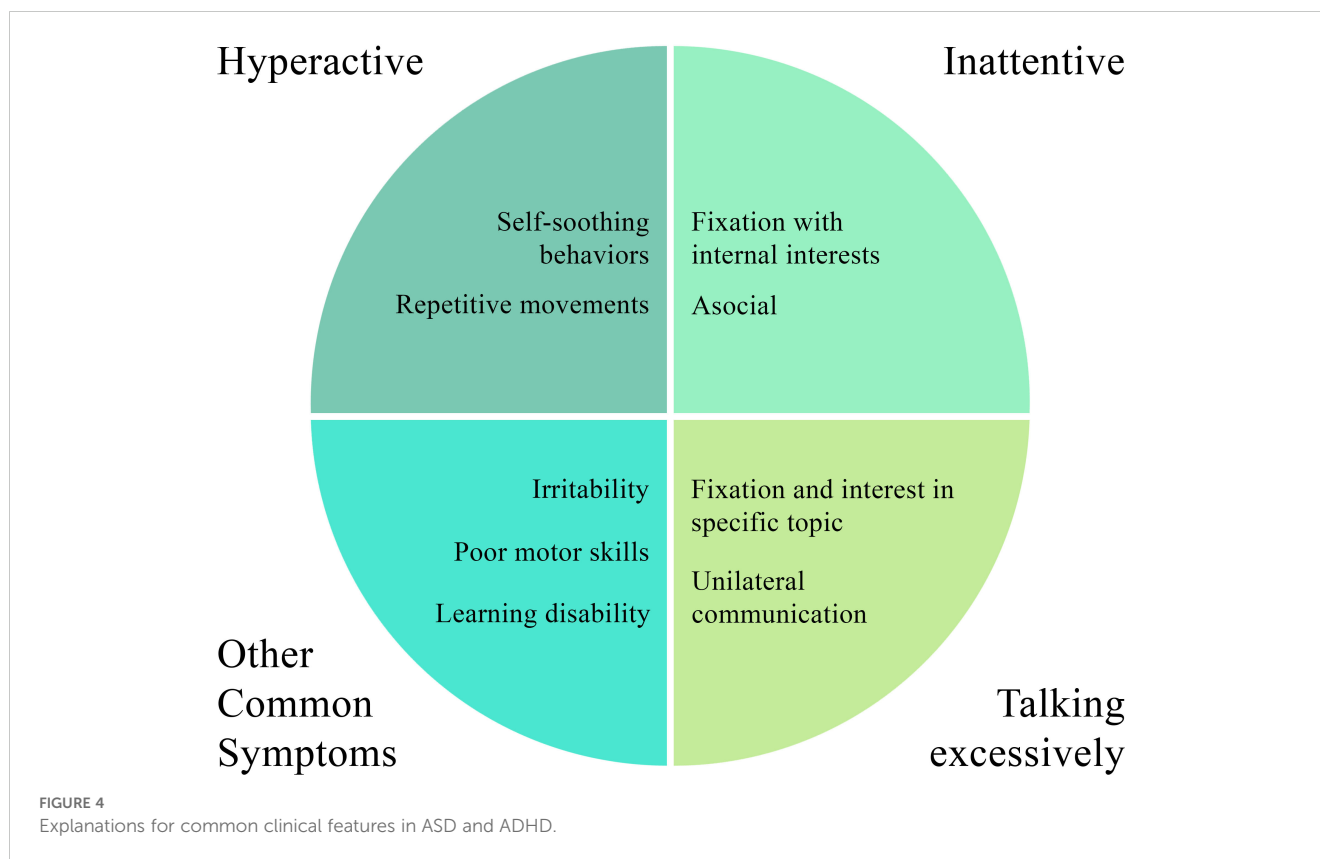 Hyperactive
Inattentive
Self-soothing
behaviors
Repetitive movements
Fixation with
internal interests
Asocial
Irritability
Poor motor skills
Learning disability
Fixation and interest in
specific topic
Unilateral
communication
Other
Common
Symptoms
Talking
excessively
FIGURE 4
Explanations for common clinical features in ASD and ADHD.